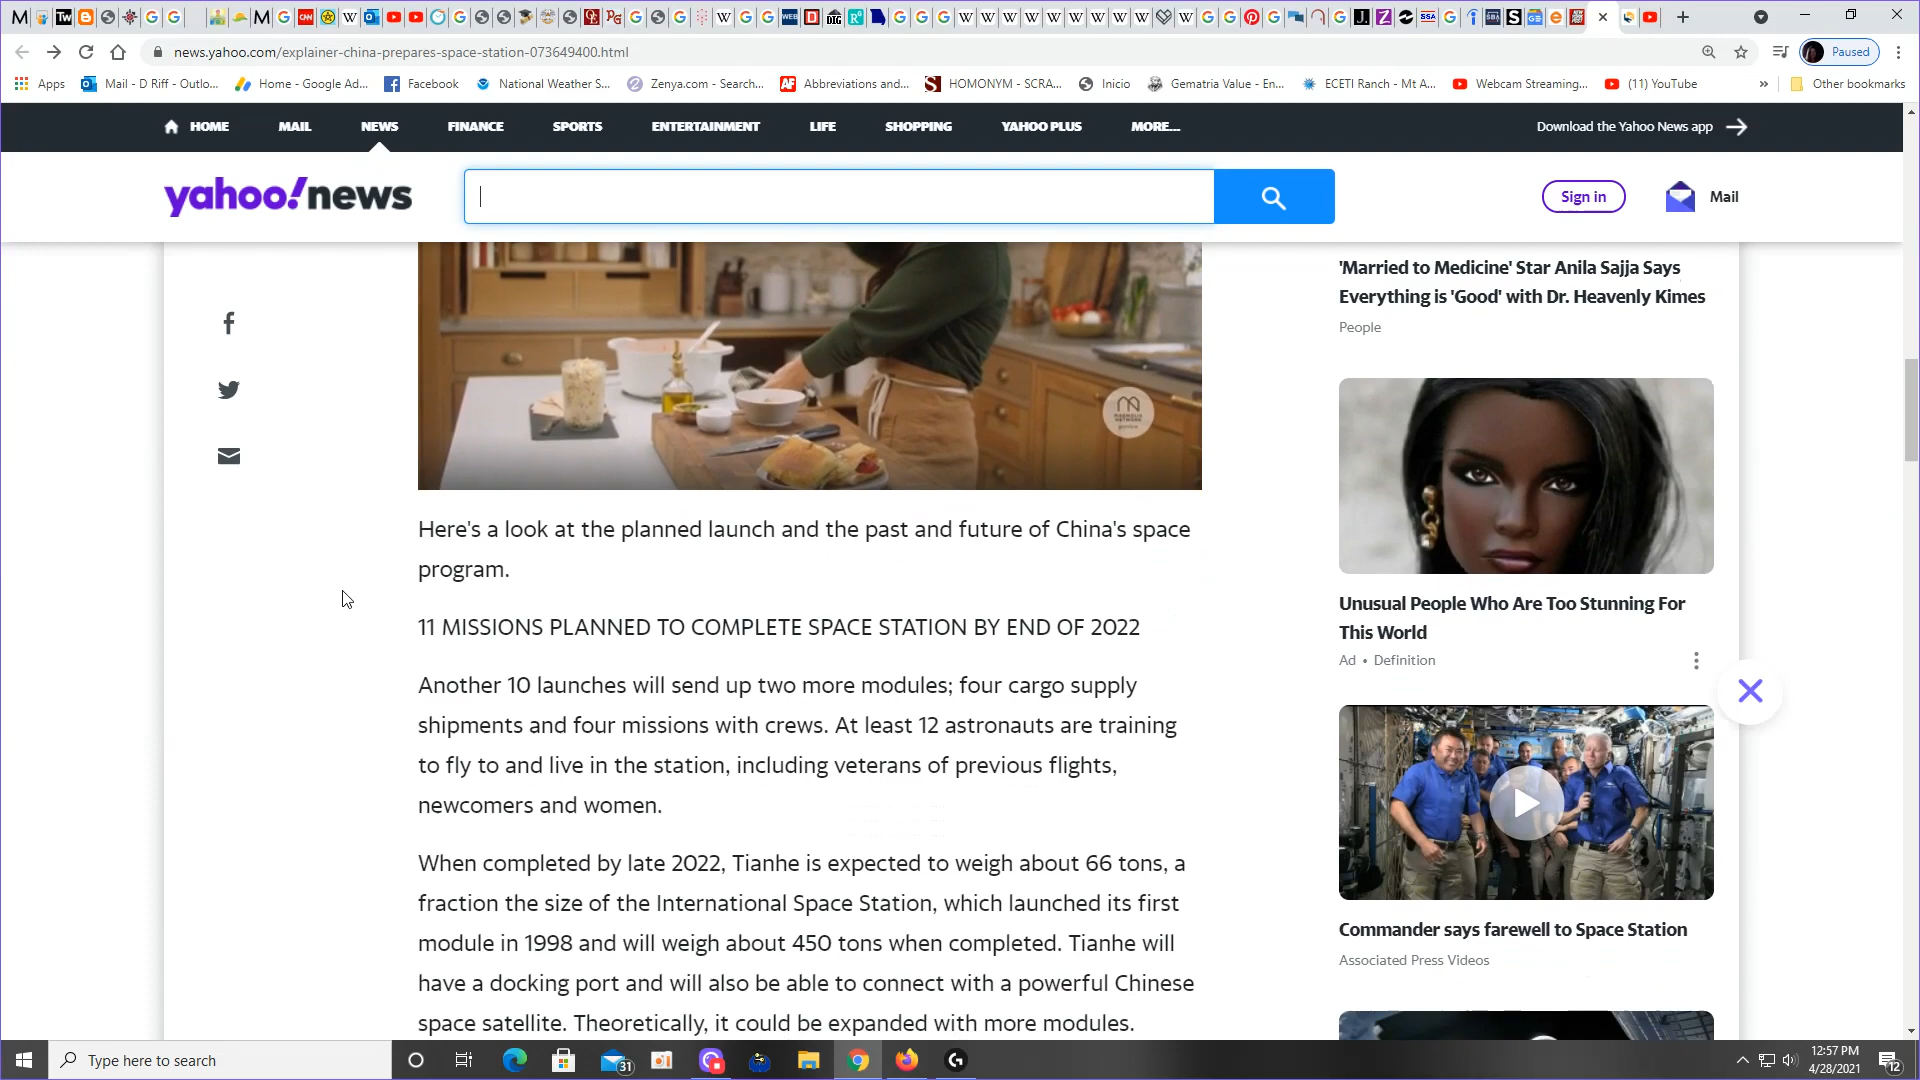 news.yahoo.com/explainer-china-prepares-space-station-073649400.html
Paused
Apps
Mail - D Riff - Outlo...
Home - Google Ad...
Facebook
National Weather S...
Zenya.com - Search...
Abbreviations and...
HOMONYM - SCRA...
Inicio
Gematria Value - En...
ECETI Ranch - Mt A...
Webcam Streaming...
(11) YouTube
»
Other bookmarks
HOME MAIL NEWS FINANCE SPORTS ENTERTAINMENT LIFE SHOPPING YAHOO PLUS MORE...
Download the Yahoo News app
yahoo!news
Sign in
Mail
Here's a look at the planned launch and the past and future of China's space
program.
11 MISSIONS PLANNED TO COMPLETE SPACE STATION BY END OF 2022
Another 10 launches will send up two more modules; four cargo supply
shipments and four missions with crews. At least 12 astronauts are training
to fly to and live in the station, including veterans of previous flights,
newcomers and women.
When completed by late 2022, Tianhe is expected to weigh about 66 tons, a
fraction the size of the International Space Station, which launched its first
module in 1998 and will weigh about 450 tons when completed. Tianhe will
have a docking port and will also be able to connect with a powerful Chinese
space satellite. Theoretically, it could be expanded with more modules.
'Married to Medicine' Star Anila Sajja Says
Everything is 'Good' with Dr. Heavenly Kimes
People
Unusual People Who Are Too Stunning For
This World
Ad • Definition
Commander says farewell to Space Station
Associated Press Videos
Type here to search
31
12:57 PM
4/28/2021
12